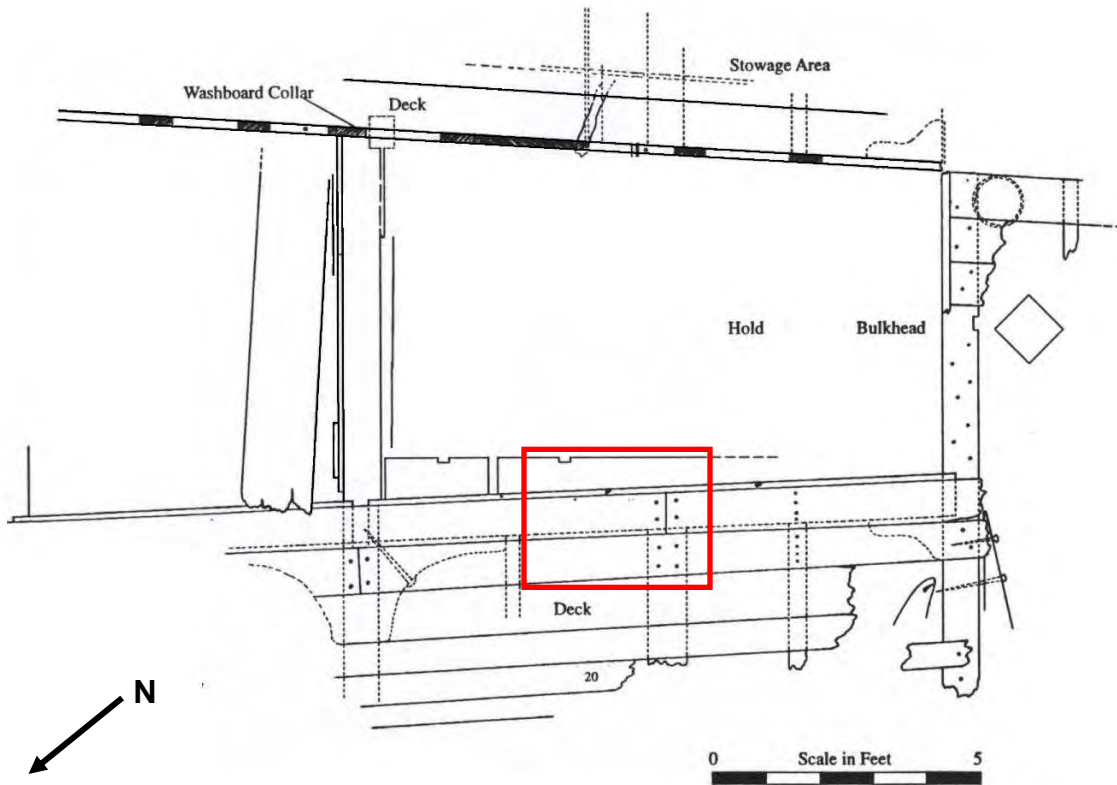 Stowage Area
Washboard Collar
Deck
Hold
Bulkhead
Deck
20
N
0 Scale in Feet 5